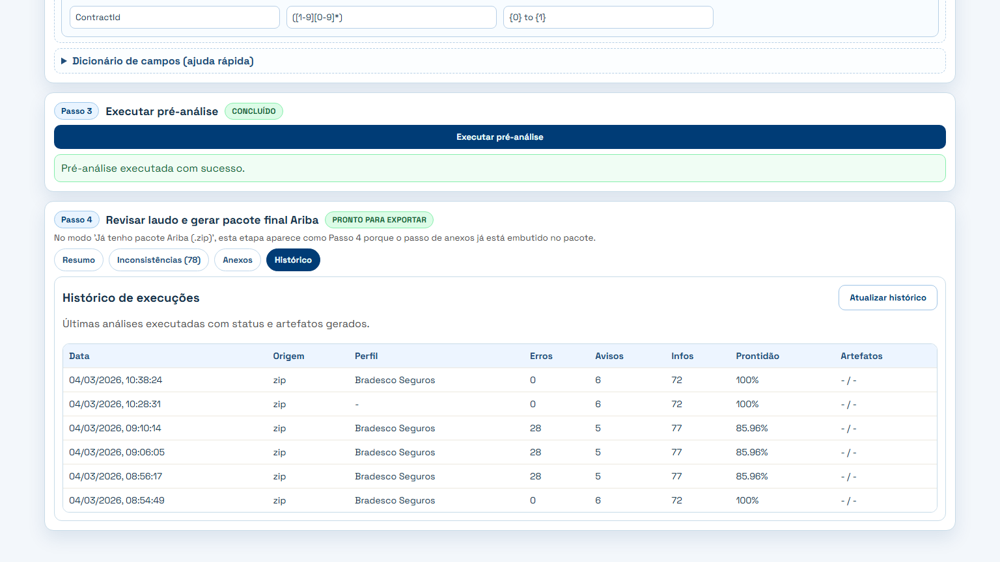 ContractId ([1-9][0-9]*) {0} to {1}
Dicionário de campos (ajuda rápida)
Passo 3 Executar pré-análise CONCLUÍDO
Executar pré-análise
Pré-análise executada com sucesso.
Passo 4 Revisar laudo e gerar pacote final Ariba PRONTO PARA EXPORTAR
No modo 'Já tenho pacote Ariba (.zip)', esta etapa aparece como Passo 4 porque o passo de anexos já está embutido no pacote.
Resumo Inconsistências (78) Anexos Histórico
Histórico de execuções Atualizar histórico
Últimas análises executadas com status e artefatos gerados.
Data Origem Perfil Erros Avisos Infos Prontidão Artefatos
04/03/2026, 10:38:24 zip Bradesco Seguros 0 6 72 100% - / -
04/03/2026, 10:28:31 zip - 0 6 72 100% - / -
04/03/2026, 09:10:14 zip Bradesco Seguros 28 5 77 85.96% - / -
04/03/2026, 09:06:05 zip Bradesco Seguros 28 5 77 85.96% - / -
04/03/2026, 08:56:17 zip Bradesco Seguros 28 5 77 85.96% - / -
04/03/2026, 08:54:49 zip Bradesco Seguros 0 6 72 100% - / -